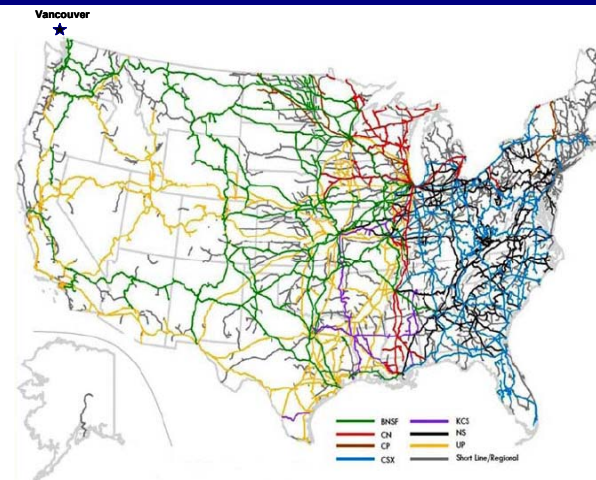 Vancouver
BNSF
CN
CP
CSX
KCS
NS
UP
Short Line/Regional